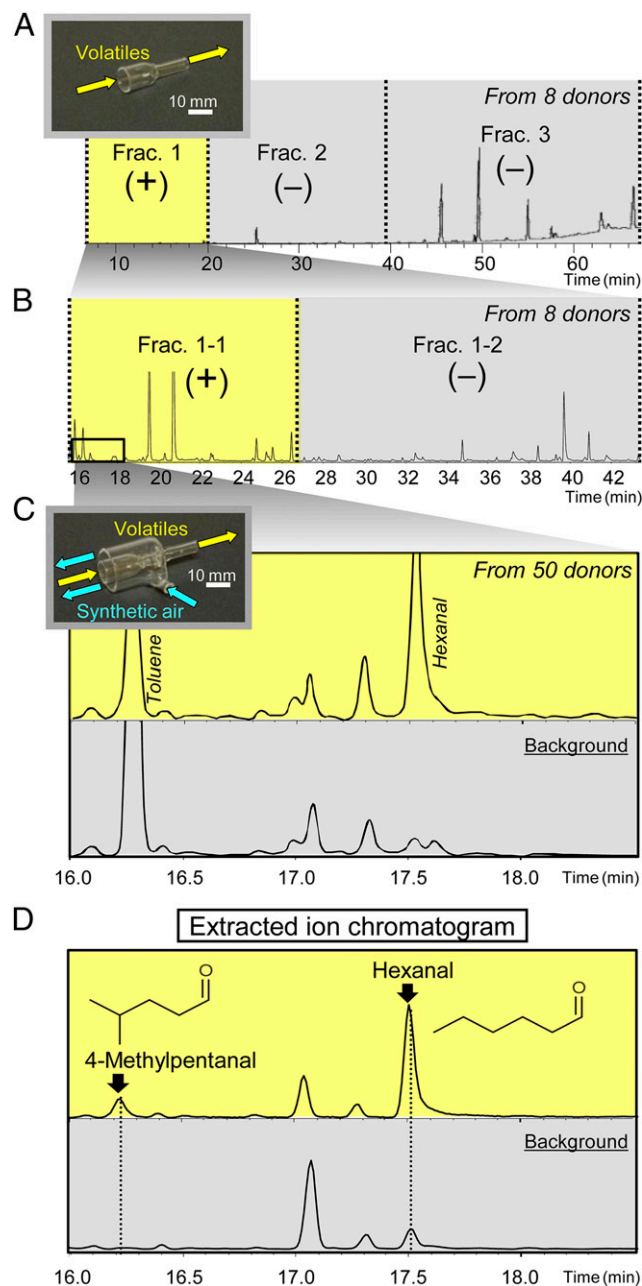 A
Volatiles
10 mm
From 8 donors
Frac. 1
(+)
Frac. 2
(–)
Frac. 3
(–)
10 20 30 40 50 60
Time (min)
B
From 8 donors
Frac. 1-1
(+)
Frac. 1-2
(–)
16 18 20 22 24 26 28 30 32 34 36 38 40 42
Time (min)
C
Volatiles
10 mm
Synthetic air
From 50 donors
Toluene
Hexanal
Background
16.0 16.5 17.0 17.5 18.0 Time (min)
D
Extracted ion chromatogram
Hexanal
O
O
4-Methylpentanal
Background
16.0 16.5 17.0 17.5 18.0 Time (min)